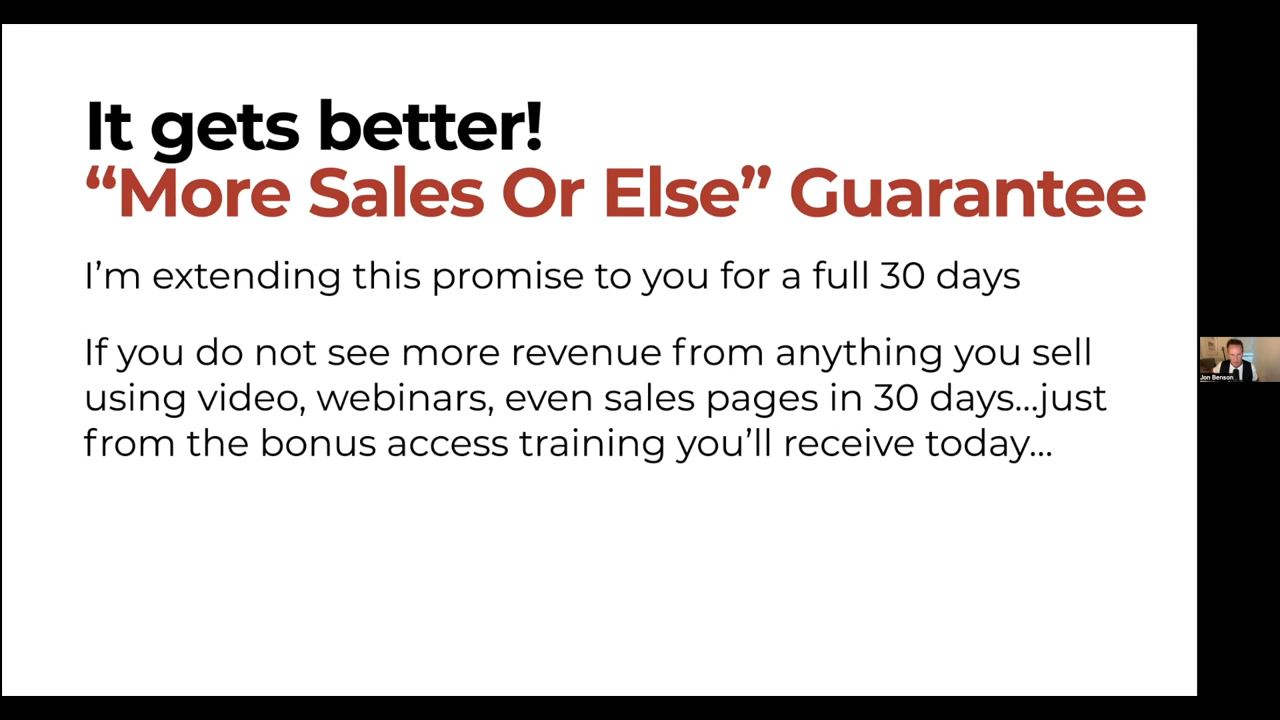 It gets better!
“More Sales Or Else” Guarantee
I’m extending this promise to you for a full 30 days
If you do not see more revenue from anything you sell
using video, webinars, even sales pages in 30 days...just
from the bonus access training you’ll receive today...
Jon Benson